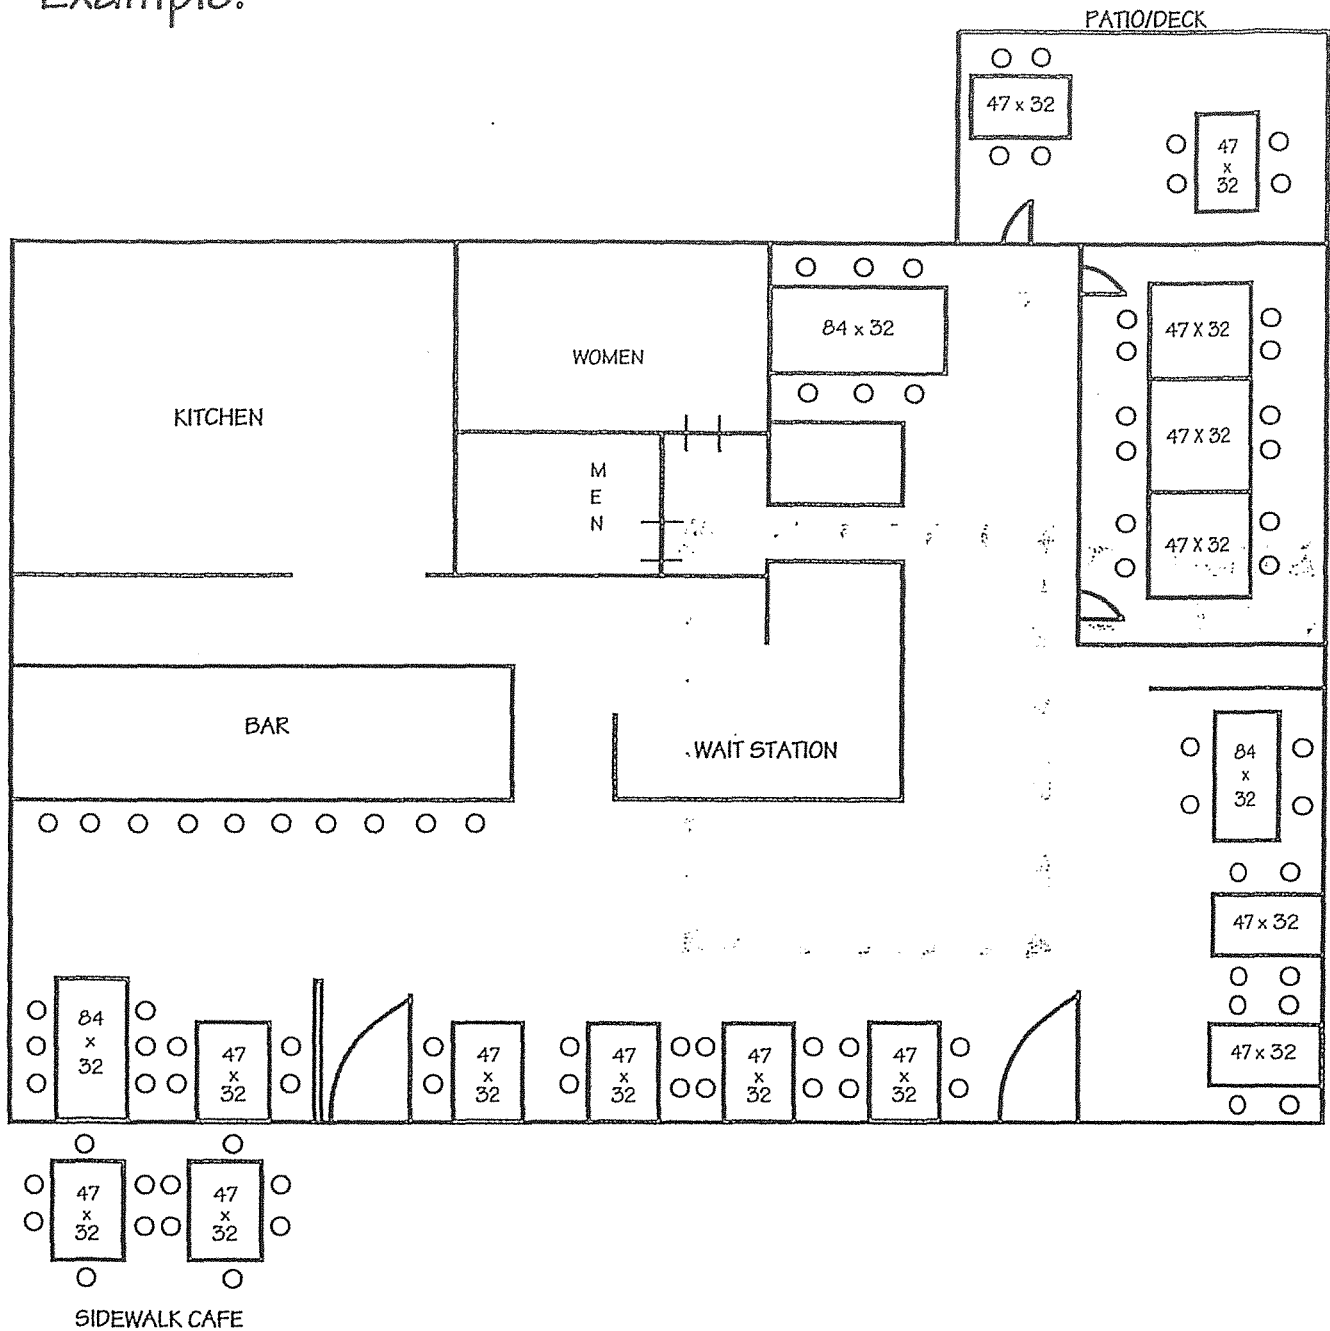 Example:
PATIO/DECK
47 x 32
47
x
32
84 x 32
47 X 32
WOMEN
KITCHEN
47 X 32
M
E
N
47 X 32
BAR
WAIT STATION
84
x
32
47 x 32
84
x
32
47
x
32
47
x
32
47
x
32
47
x
32
47
x
32
47 x 32
47
x
32
47
x
32
SIDEWALK CAFE